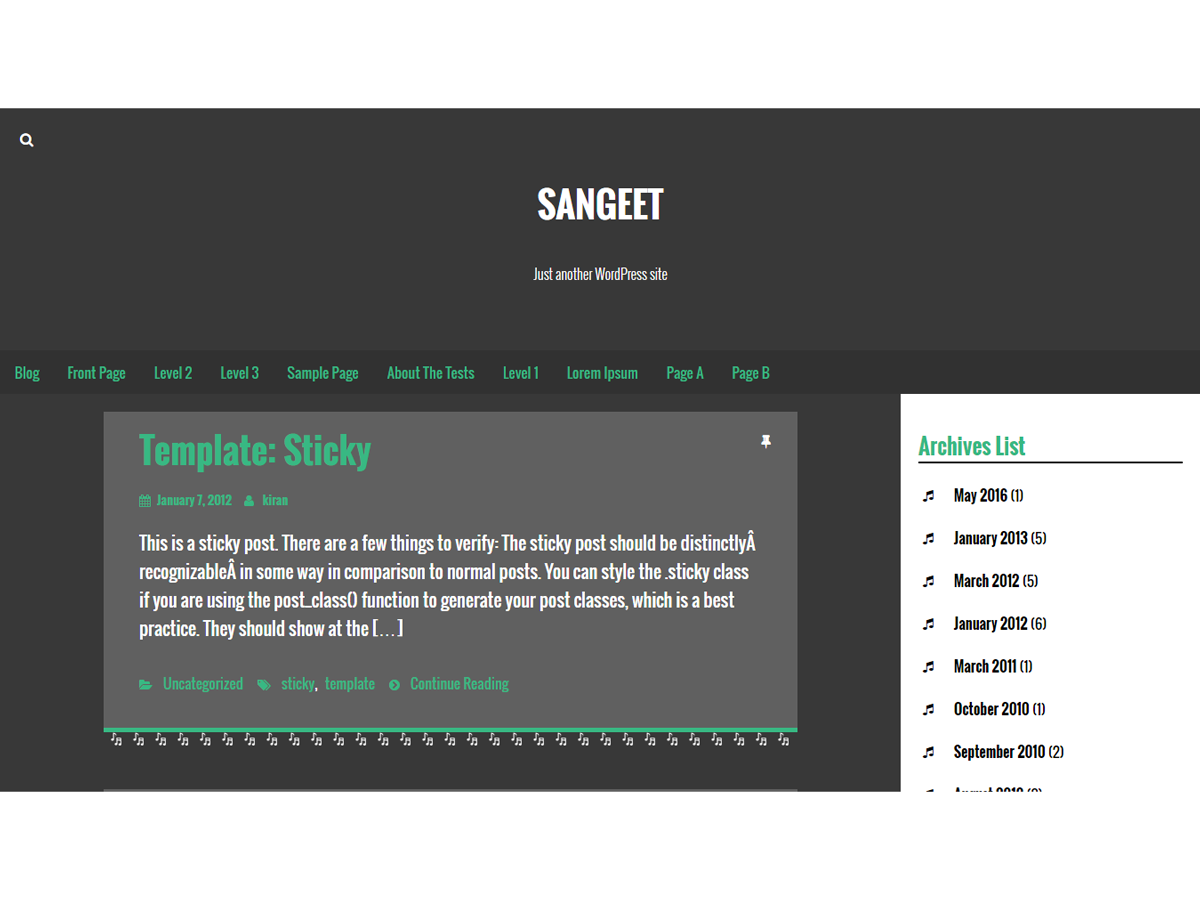 SANGEET
Just another WordPress site
Blog Front Page Level 2 Level 3 Sample Page About The Tests Level 1 Lorem Ipsum Page A Page B
Template: Sticky
January 7, 2012 kiran
This is a sticky post. There are a few things to verify: The sticky post should be distinctlyÂ
recognizableÂ in some way in comparison to normal posts. You can style the .sticky class
if you are using the post_class() function to generate your post classes, which is a best
practice. They should show at the […]
Uncategorized sticky, template Continue Reading
Archives List
May 2016 (1)
January 2013 (5)
March 2012 (5)
January 2012 (6)
March 2011 (1)
October 2010 (1)
September 2010 (2)